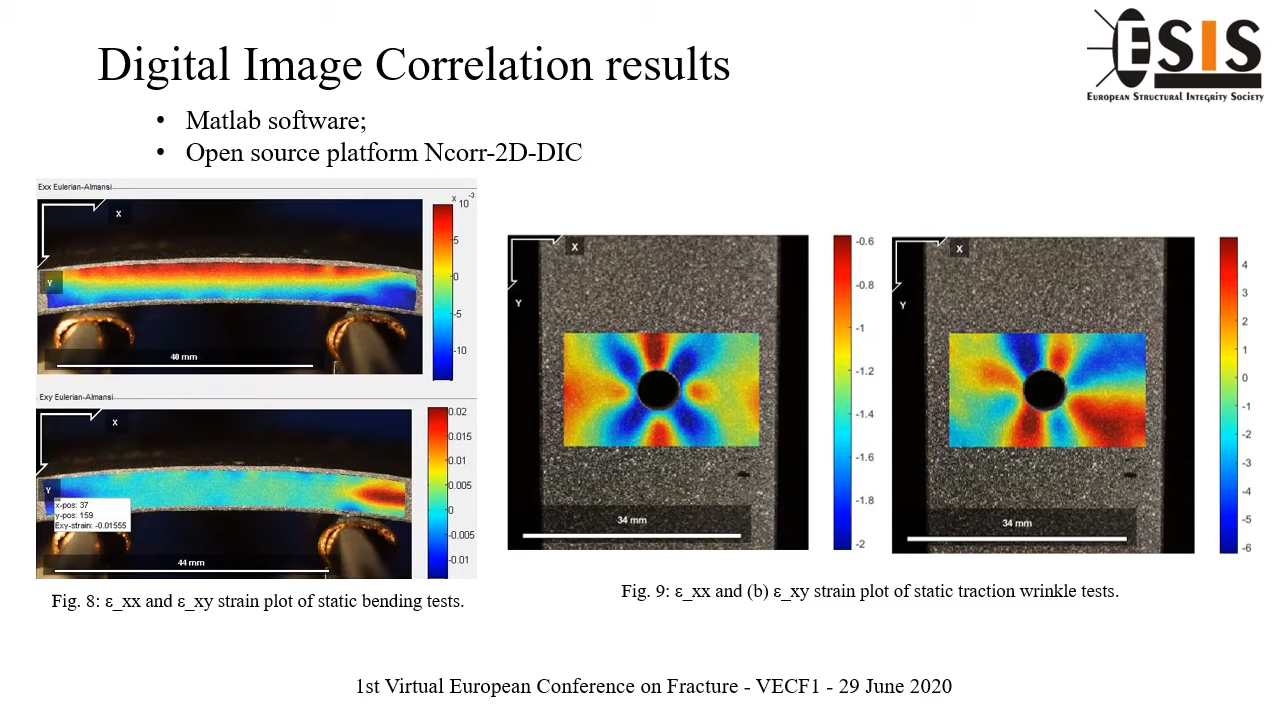 Digital Image Correlation results
ESIS
European Structural Integrity Society
• Matlab software;
• Open source platform Ncorr-2D-DIC
Exx Eulerian-Almansi
X
Y
40 mm
x 10 -3
5
0
-5
-10
Exy Eulerian-Almansi
X
Y
x-pos: 37
y-pos: 159
Exy-strain: -0.01555
44 mm
0.02
0.015
0.01
0.005
0
-0.005
-0.01
Fig. 8: ε_xx and ε_xy strain plot of static bending tests.
X
Y
34 mm
-0.6
-0.8
-1
-1.2
-1.4
-1.6
-1.8
-2
X
Y
34 mm
4
3
2
1
0
-1
-2
-3
-4
-5
-6
Fig. 9: ε_xx and (b) ε_xy strain plot of static traction wrinkle tests.
1st Virtual European Conference on Fracture - VECF1 - 29 June 2020